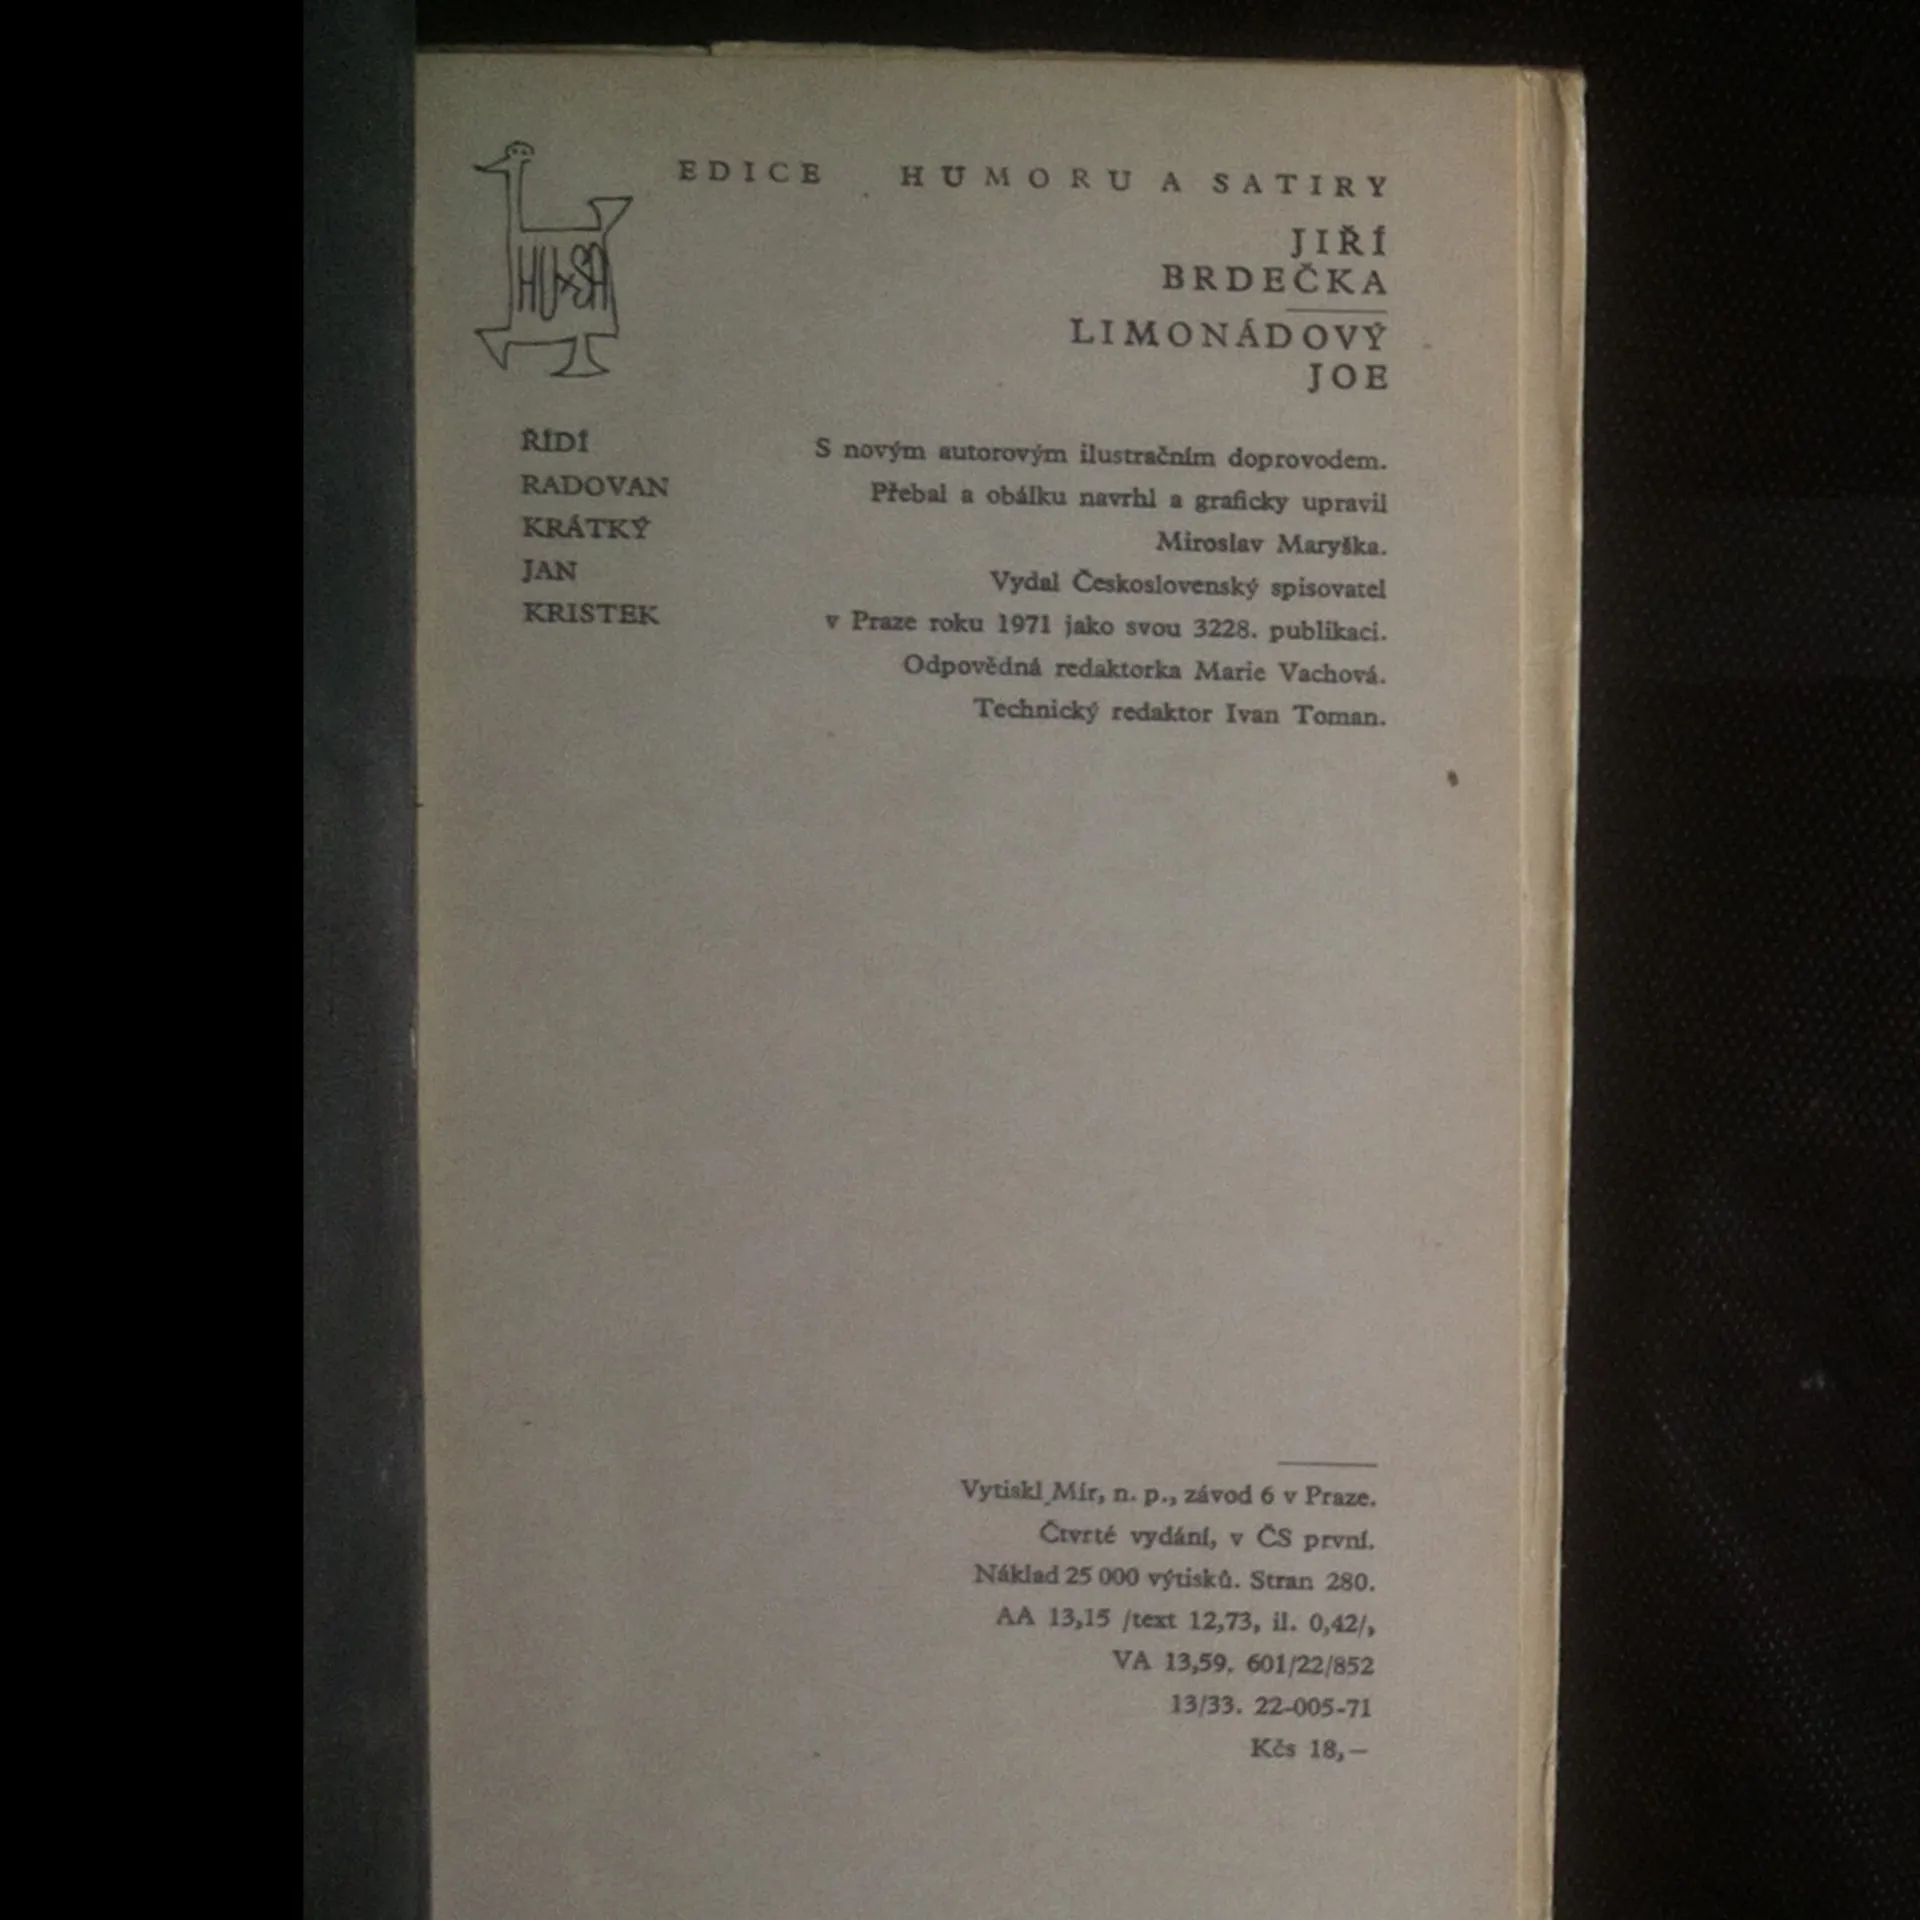 EDICE HUMORU A SATIRY
HU+SA
JIŘÍ
BRDEČKA
LIMONÁDOVÝ
JOE
ŘÍDÍ
RADOVAN
KRÁTKÝ
JAN
KRISTEK
S novým autorovým ilustračním doprovodem.
Přebal a obálku navrhl a graficky upravil
Miroslav Maryška.
Vydal Československý spisovatel
v Praze roku 1971 jako svou 3228. publikaci.
Odpovědná redaktorka Marie Vachová.
Technický redaktor Ivan Toman.
Vytiskl Mír, n. p., závod 6 v Praze.
Čtvrté vydání, v ČS první.
Náklad 25 000 výtisků. Stran 280.
AA 13,15 /text 12,73, il. 0,42/,
VA 13,59. 601/22/852
13/33. 22-005-71
Kčs 18,—